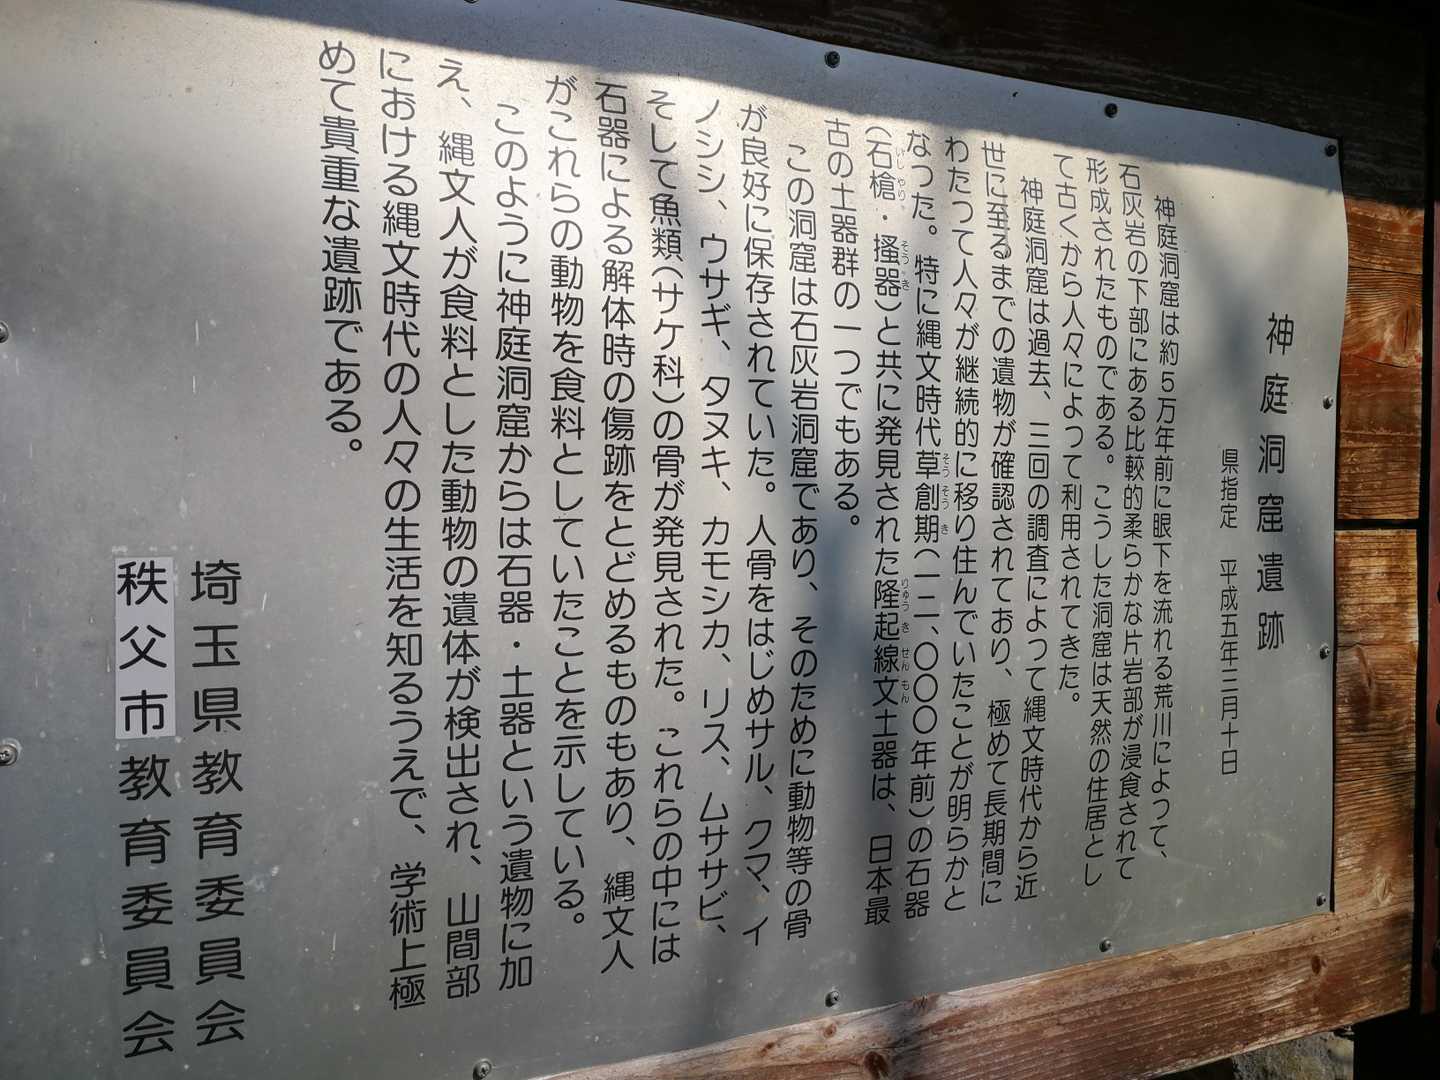 神庭洞窟遺跡
県指定　平成五年三月十日
神庭洞窟は約5万年前に眼下を流れる荒川によって、
石灰岩の下部にある比較的柔らかな片岩部が浸食されて
形成されたものである。こうした洞窟は天然の住居とし
て古くから人々によって利用されてきた。
神庭洞窟は過去、三回の調査によって縄文時代から近
世に至るまでの遺物が確認されており、極めて長期間に
わたって人々が継続的に移り住んでいたことが明らかと
なった。特に縄文時代草創期(一二、〇〇〇年前)の石器
そうそうき
(石槍・掻器)と共に発見された隆起線文土器は、日本最
いしやり そうき りゅうきせんもん
古の土器群の一つでもある。
この洞窟は石灰岩洞窟であり、そのために動物等の骨
が良好に保存されていた。人骨をはじめサル、クマ、イ
ノシシ、ウサギ、タヌキ、カモシカ、リス、ムササビ、
そして魚類(サケ科)の骨が発見された。これらの中には
石器による解体時の傷跡をとどめるものもあり、縄文人
がこれらの動物を食料としていたことを示している。
このように神庭洞窟からは石器・土器という遺物に加
え、縄文人が食料とした動物の遺体が検出され、山間部
における縄文時代の人々の生活を知るうえで、学術上極
めて貴重な遺跡である。
埼玉県教育委員会
秩父市教育委員会